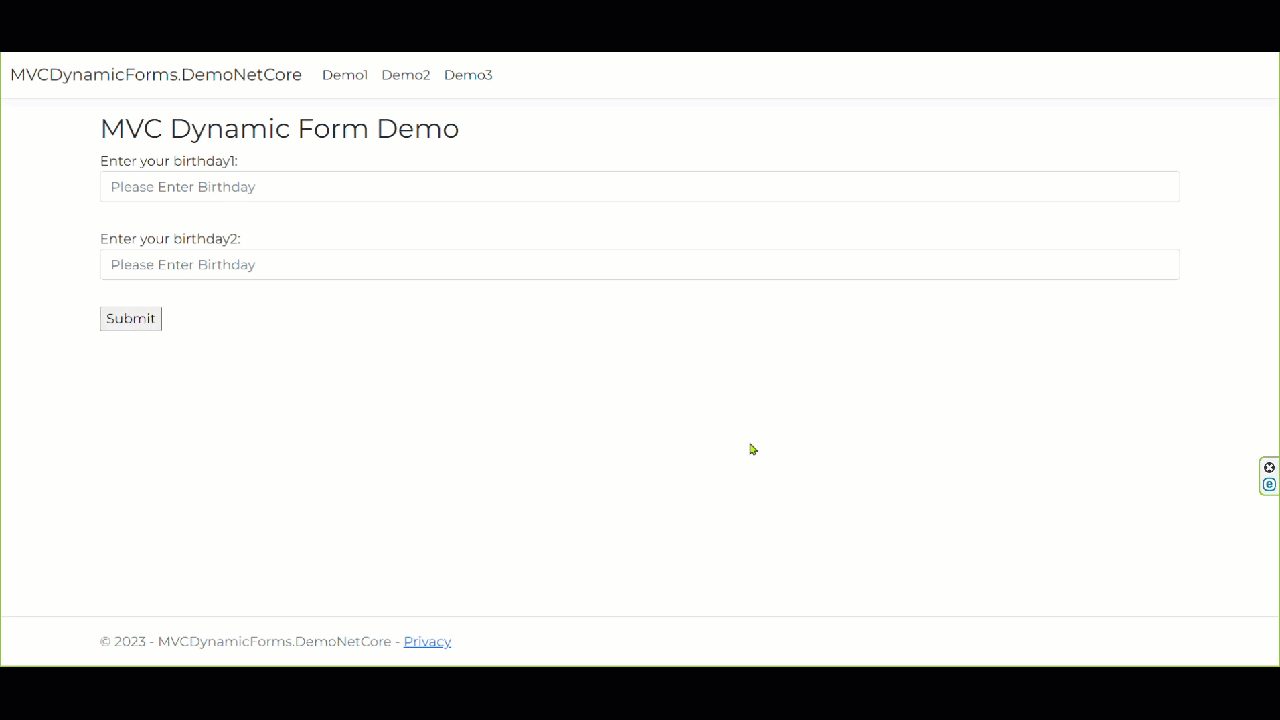 MVCDynamicForms.DemoNetCore Demo1 Demo2 Demo3
MVC Dynamic Form Demo
Enter your birthday1:
Please Enter Birthday
Enter your birthday2:
Please Enter Birthday
Submit
© 2023 - MVCDynamicForms.DemoNetCore - Privacy